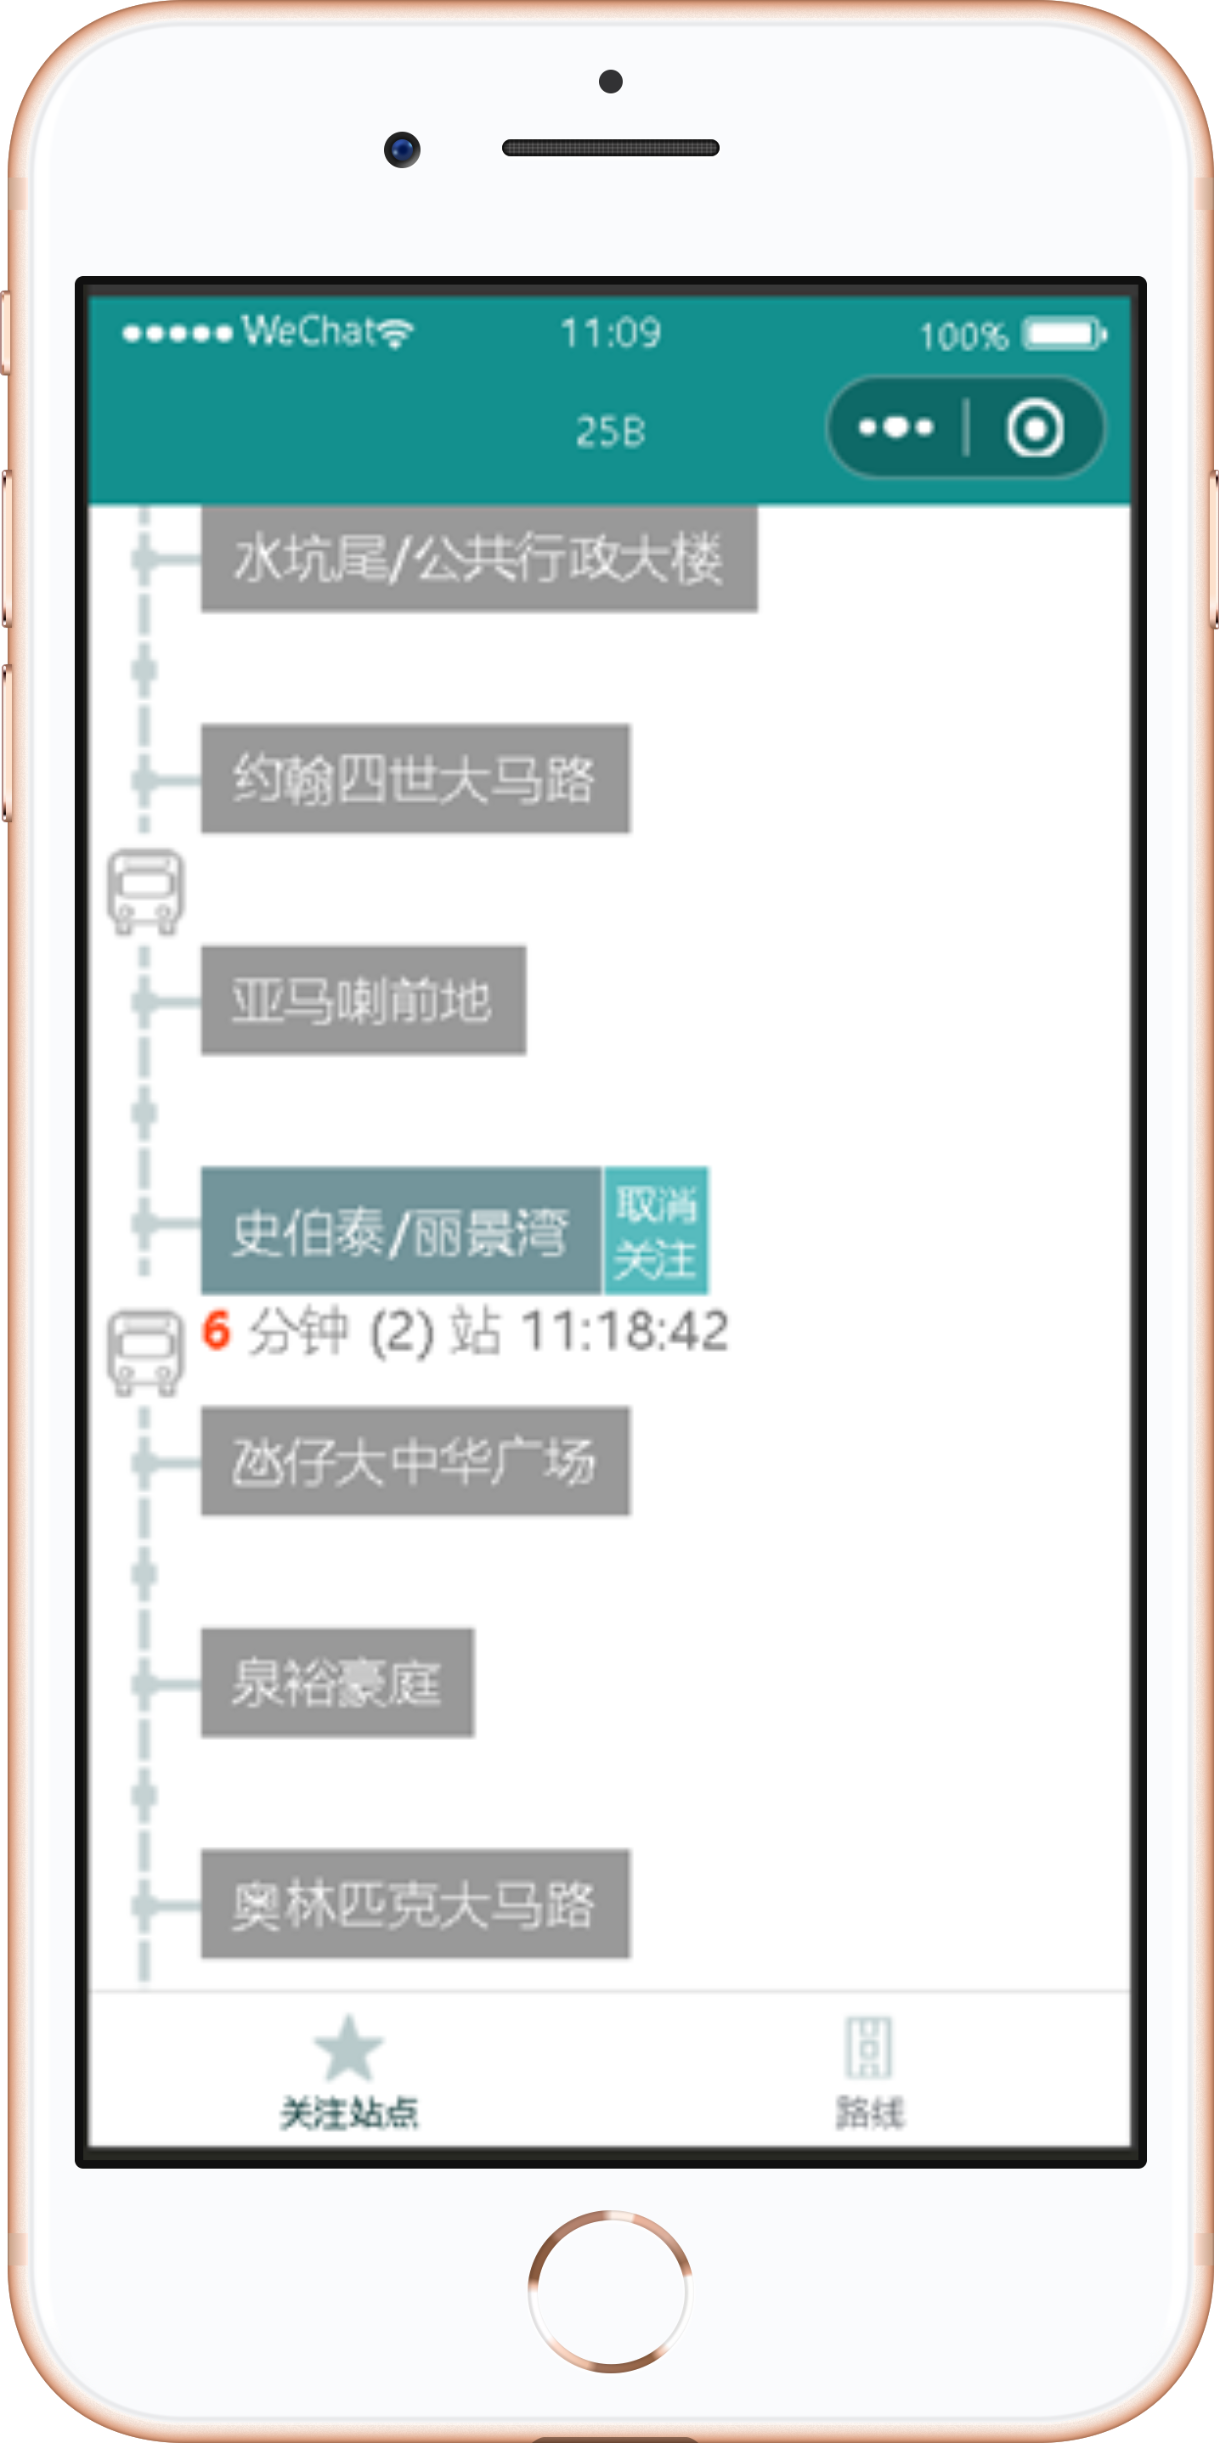 WeChat 11:09 100%
25B
水坑尾/公共行政大楼
约翰四世大马路
亚马喇前地
史伯泰/丽景湾
取消
关注
6 分钟 (2) 站 11:18:42
氹仔大中华广场
泉裕豪庭
奥林匹克大马路
关注站点 路线